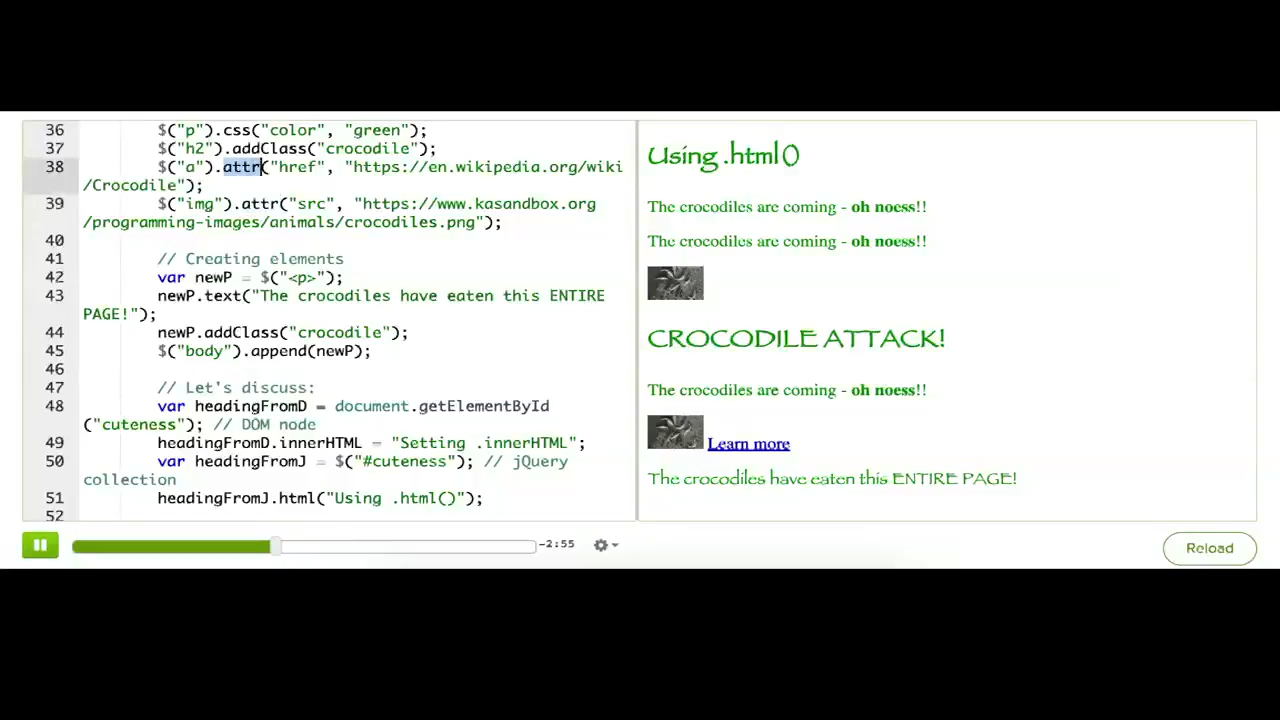 36 $("p").css("color", "green");
37 $("h2").addClass("crocodile");
38 $("a").attr("href", "https://en.wikipedia.org/wiki
/Crocodile");
39 $("img").attr("src", "https://www.kasandbox.org
/programming-images/animals/crocodiles.png");
40
41 // Creating elements
42 var newP = $("<p>");
43 newP.text("The crocodiles have eaten this ENTIRE
PAGE!");
44 newP.addClass("crocodile");
45 $("body").append(newP);
46
47 // Let's discuss:
48 var headingFromD = document.getElementById
("cuteness"); // DOM node
49 headingFromD.innerHTML = "Setting .innerHTML";
50 var headingFromJ = $("#cuteness"); // jQuery
collection
51 headingFromJ.html("Using .html()");
52
Using .html()
The crocodiles are coming - oh noess!!
The crocodiles are coming - oh noess!!
CROCODILE ATTACK!
The crocodiles are coming - oh noess!!
Learn more
The crocodiles have eaten this ENTIRE PAGE!
-2:55
Reload